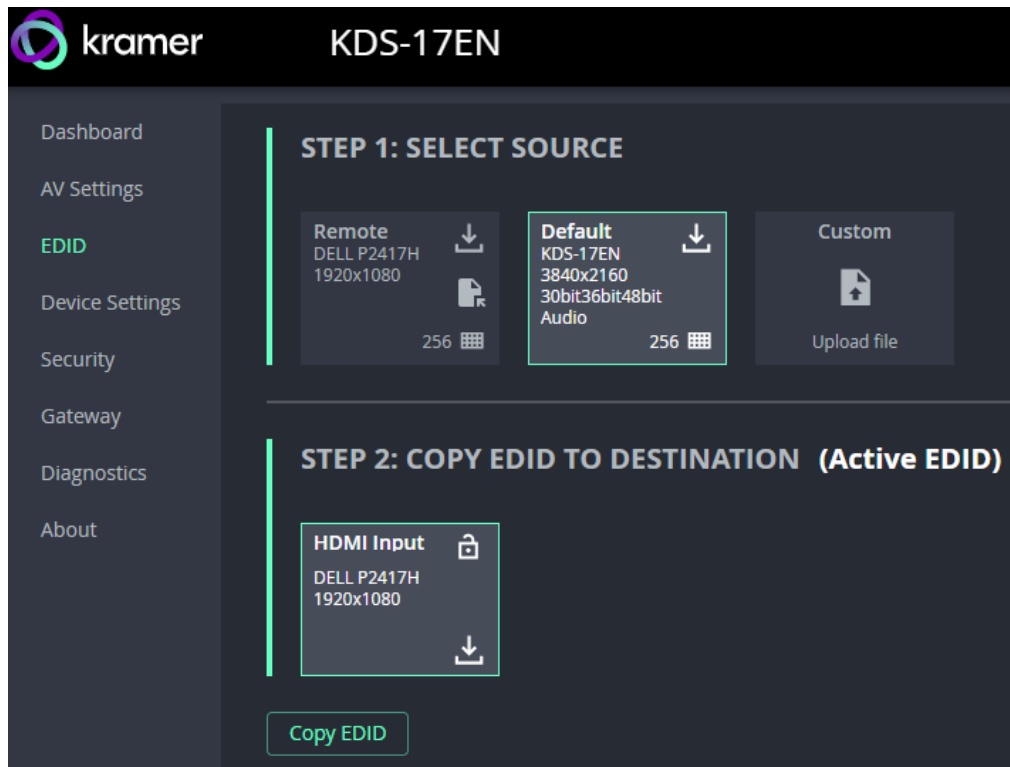 kramer
KDS-17EN
Dashboard
AV Settings
EDID
Device Settings
Security
Gateway
Diagnostics
About
STEP 1: SELECT SOURCE
Remote
DELL P2417H
1920x1080
256
Default
KDS-17EN
3840x2160
30bit36bit48bit
Audio
256
Custom
Upload file
STEP 2: COPY EDID TO DESTINATION (Active EDID)
HDMI Input
DELL P2417H
1920x1080
Copy EDID